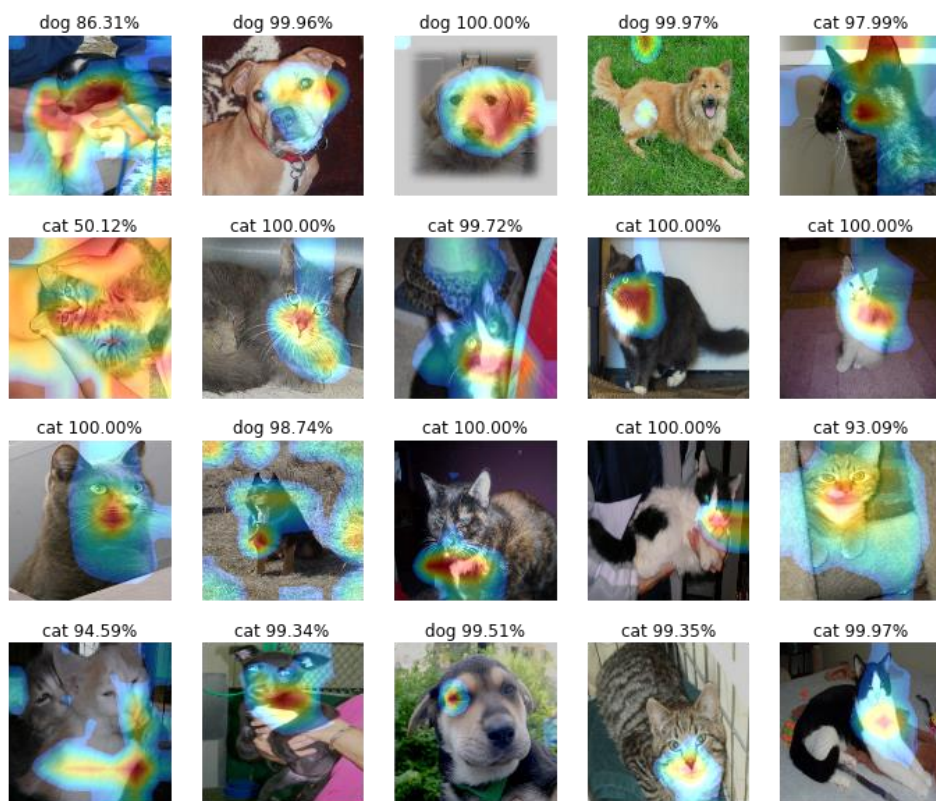 dog 86.31% dog 99.96% dog 100.00% dog 99.97% cat 97.99%
cat 50.12% cat 100.00% cat 99.72% cat 100.00% cat 100.00%
cat 100.00% dog 98.74% cat 100.00% cat 100.00% cat 93.09%
cat 94.59% cat 99.34% dog 99.51% cat 99.35% cat 99.97%